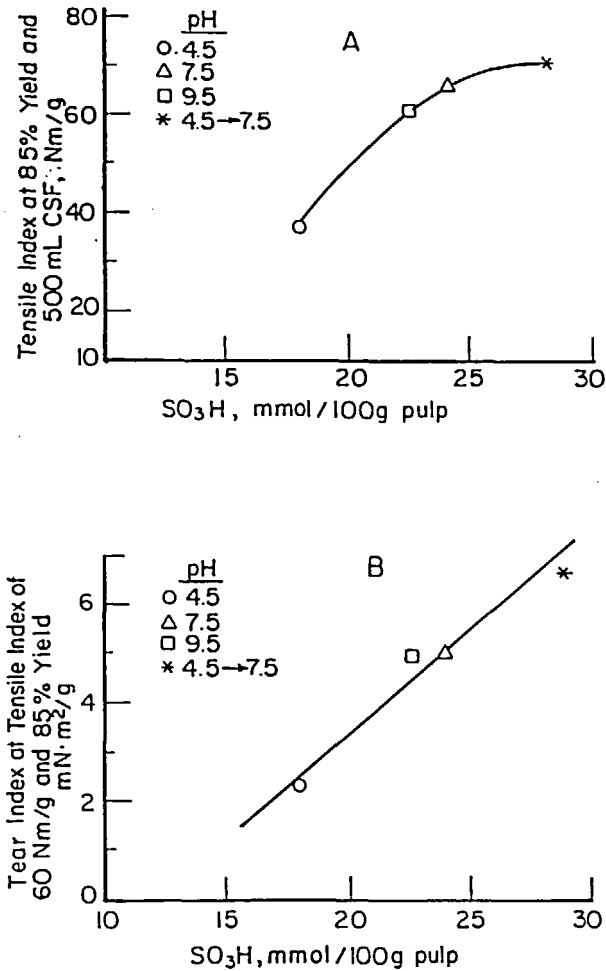 80
60
40
20
10
Tensile Index at 85% Yield and
500 mL CSF, Nm/g
pH
4.5
7.5
9.5
4.5→7.5
A
15 20 25 30
SO₃H, mmol/100g pulp
6
4
2
0
Tear Index at Tensile Index of
60 Nm/g and 85% Yield
mN·m²/g
pH
4.5
7.5
9.5
4.5→7.5
B
10 15 20 25 30
SO₃H, mmol/100g pulp